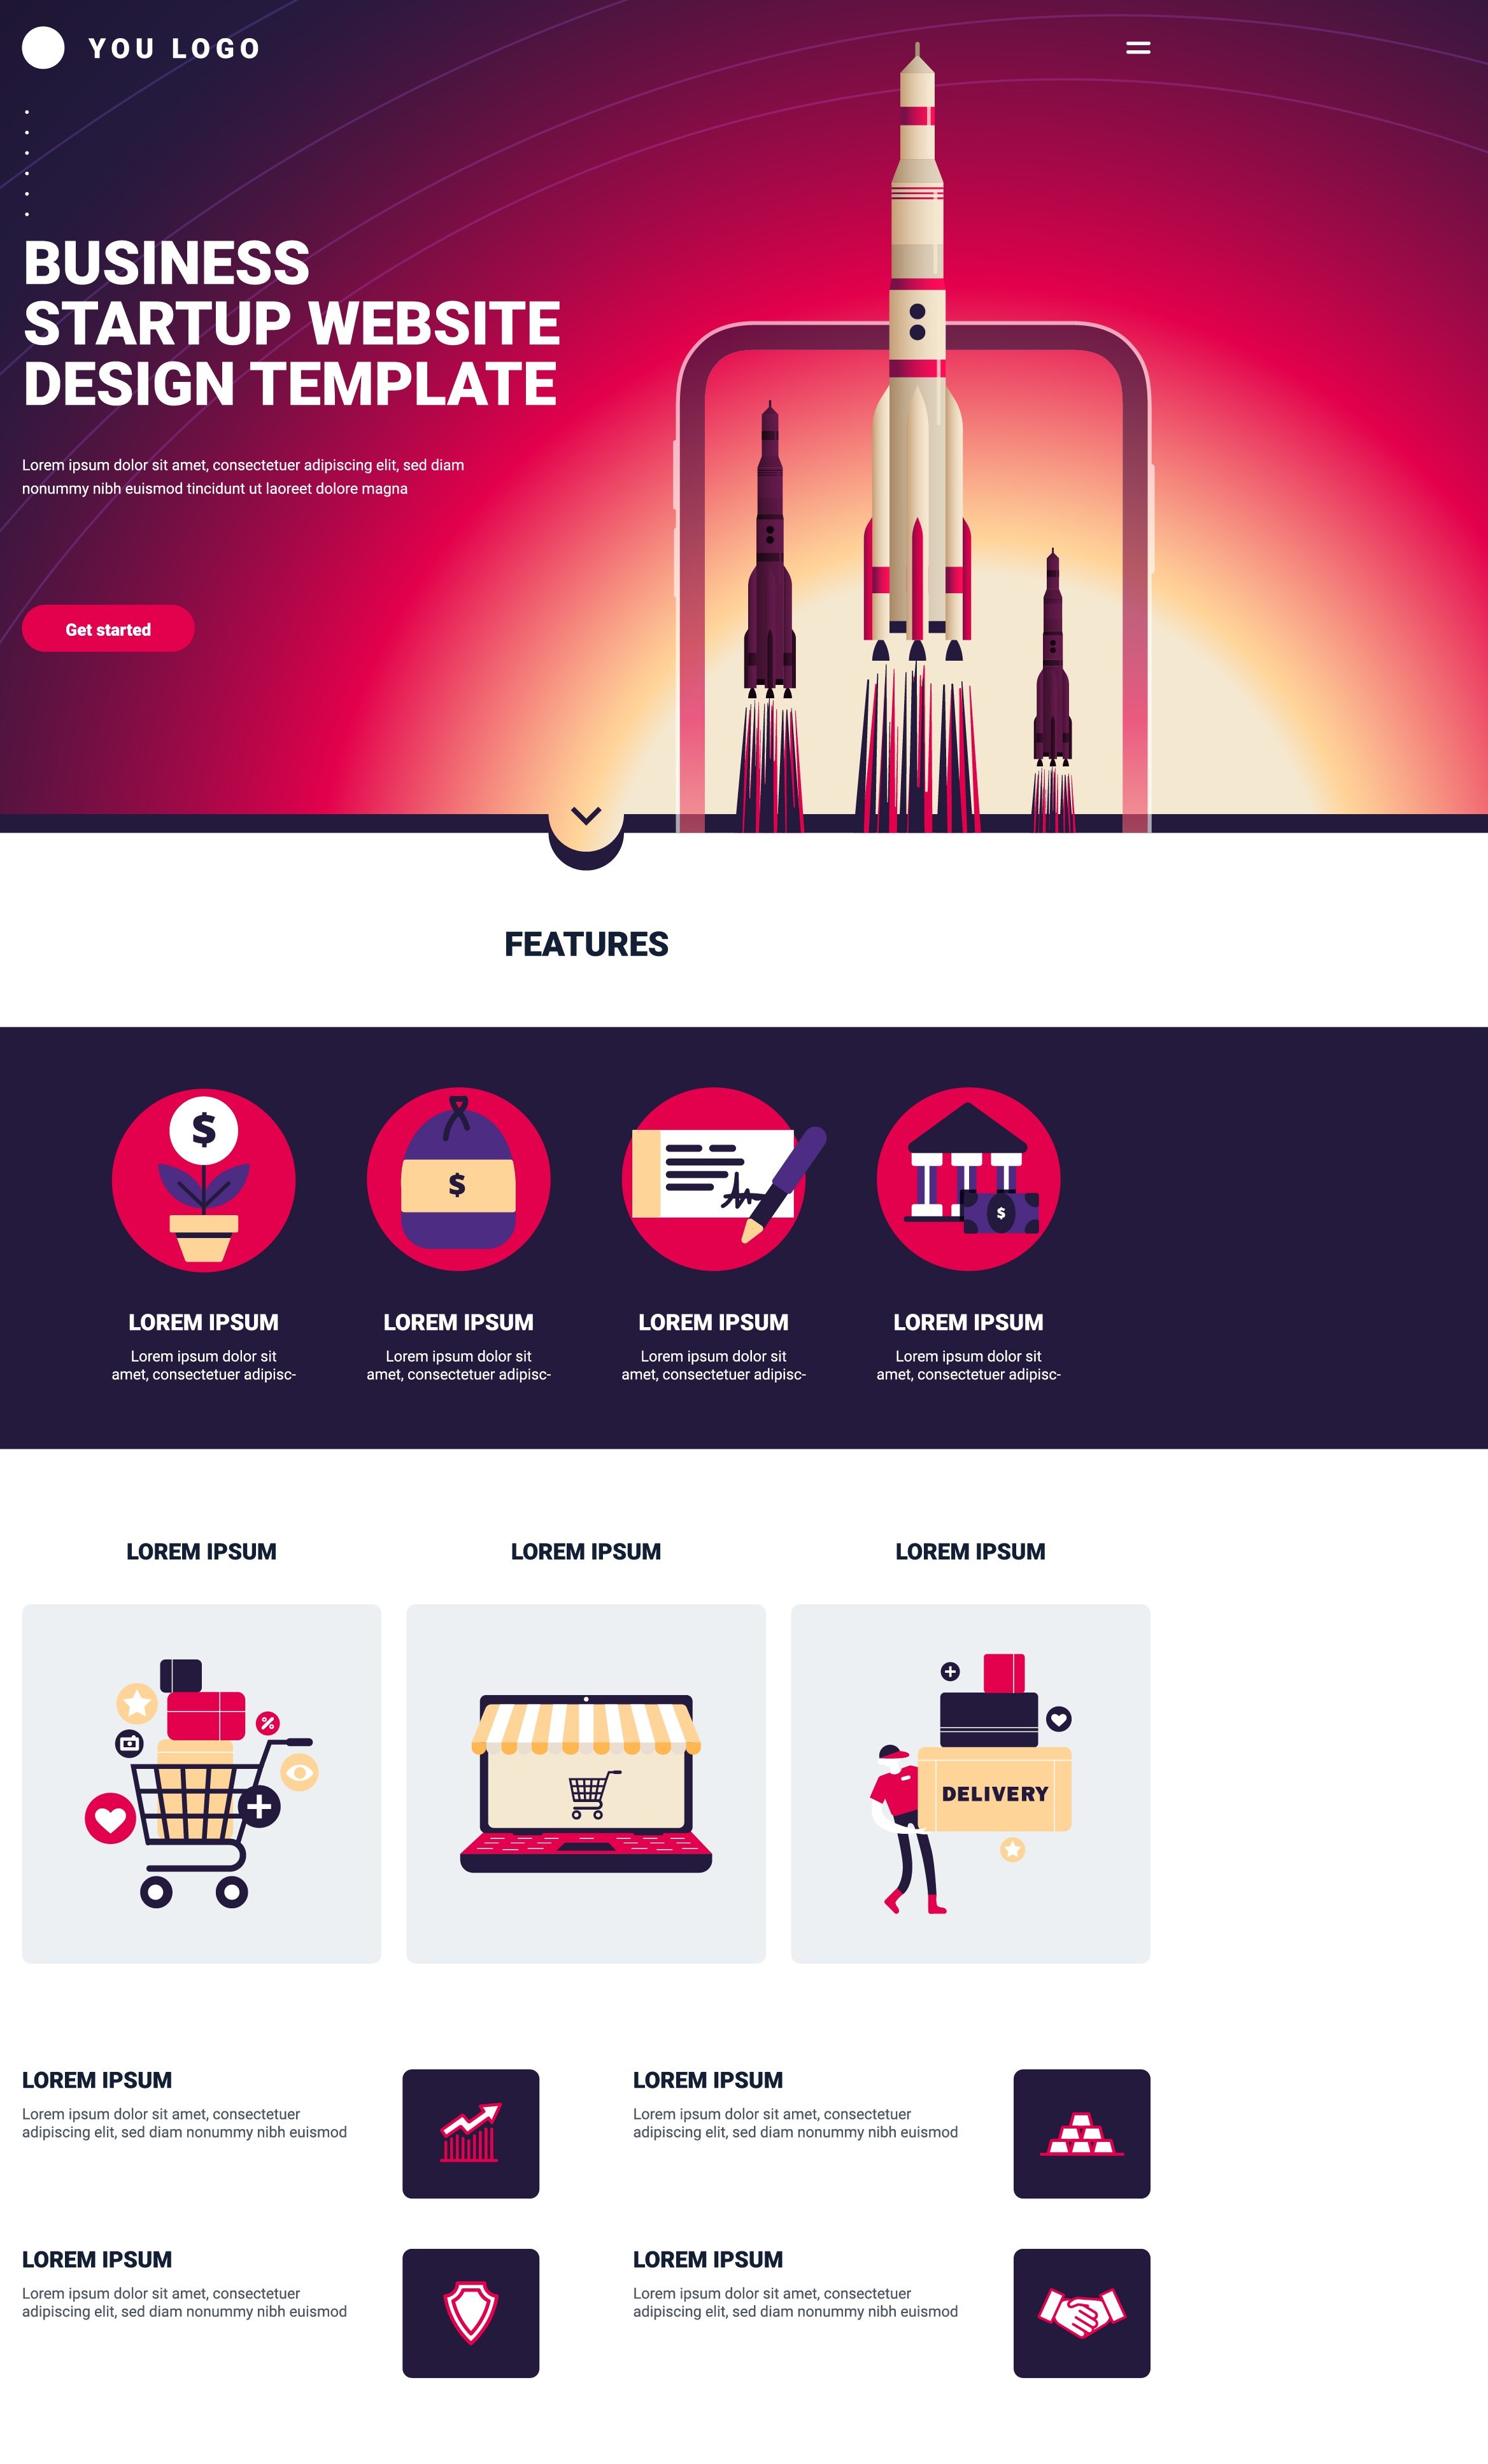 YOU LOGO
BUSINESS
STARTUP WEBSITE
DESIGN TEMPLATE
Lorem ipsum dolor sit amet, consectetuer adipiscing elit, sed diam
nonummy nibh euismod tincidunt ut laoreet dolore magna
Get started
FEATURES
$
$
$
LOREM IPSUM
Lorem ipsum dolor sit
amet, consectetuer adipisc-
LOREM IPSUM
Lorem ipsum dolor sit
amet, consectetuer adipisc-
LOREM IPSUM
Lorem ipsum dolor sit
amet, consectetuer adipisc-
LOREM IPSUM
Lorem ipsum dolor sit
amet, consectetuer adipisc-
LOREM IPSUM
LOREM IPSUM
LOREM IPSUM
%
DELIVERY
LOREM IPSUM
Lorem ipsum dolor sit amet, consectetuer
adipiscing elit, sed diam nonummy nibh euismod
LOREM IPSUM
Lorem ipsum dolor sit amet, consectetuer
adipiscing elit, sed diam nonummy nibh euismod
LOREM IPSUM
Lorem ipsum dolor sit amet, consectetuer
adipiscing elit, sed diam nonummy nibh euismod
LOREM IPSUM
Lorem ipsum dolor sit amet, consectetuer
adipiscing elit, sed diam nonummy nibh euismod